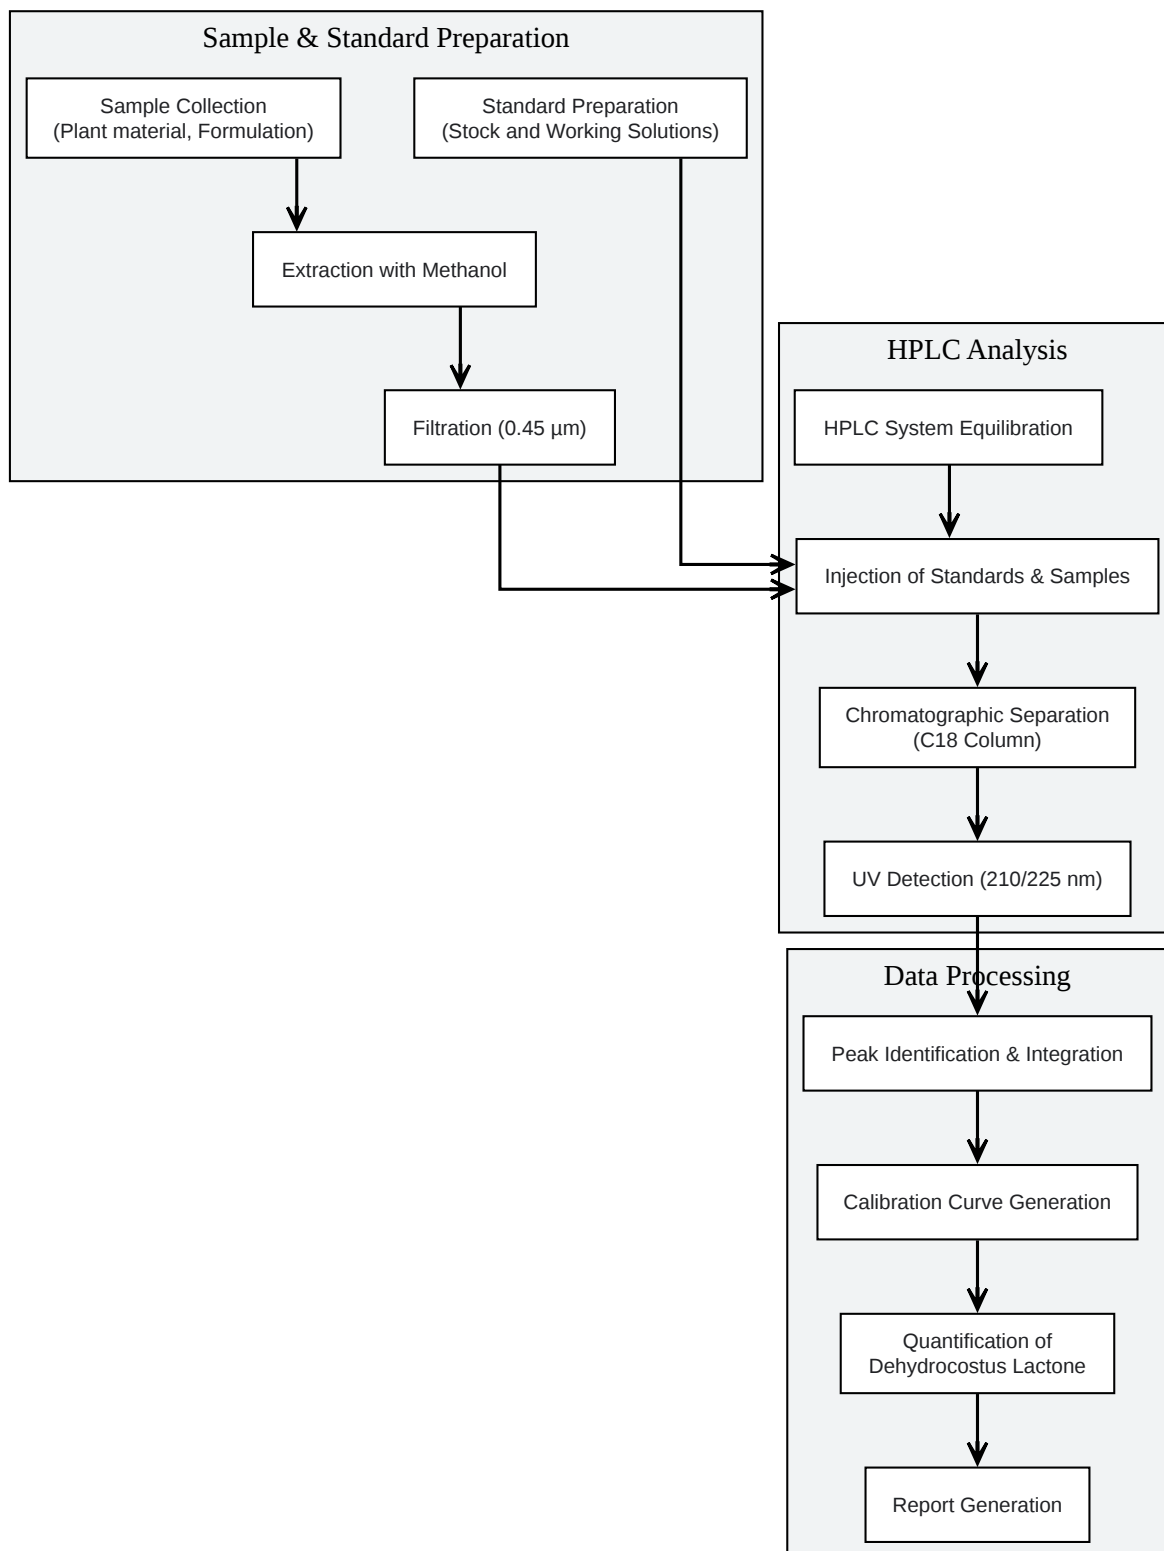 Sample & Standard Preparation
Sample Collection
(Plant material, Formulation)
Standard Preparation
(Stock and Working Solutions)
Extraction with Methanol
Filtration (0.45 µm)
HPLC Analysis
HPLC System Equilibration
Injection of Standards & Samples
Chromatographic Separation
(C18 Column)
UV Detection (210/225 nm)
Data Processing
Peak Identification & Integration
Calibration Curve Generation
Quantification of
Dehydrocostus Lactone
Report Generation